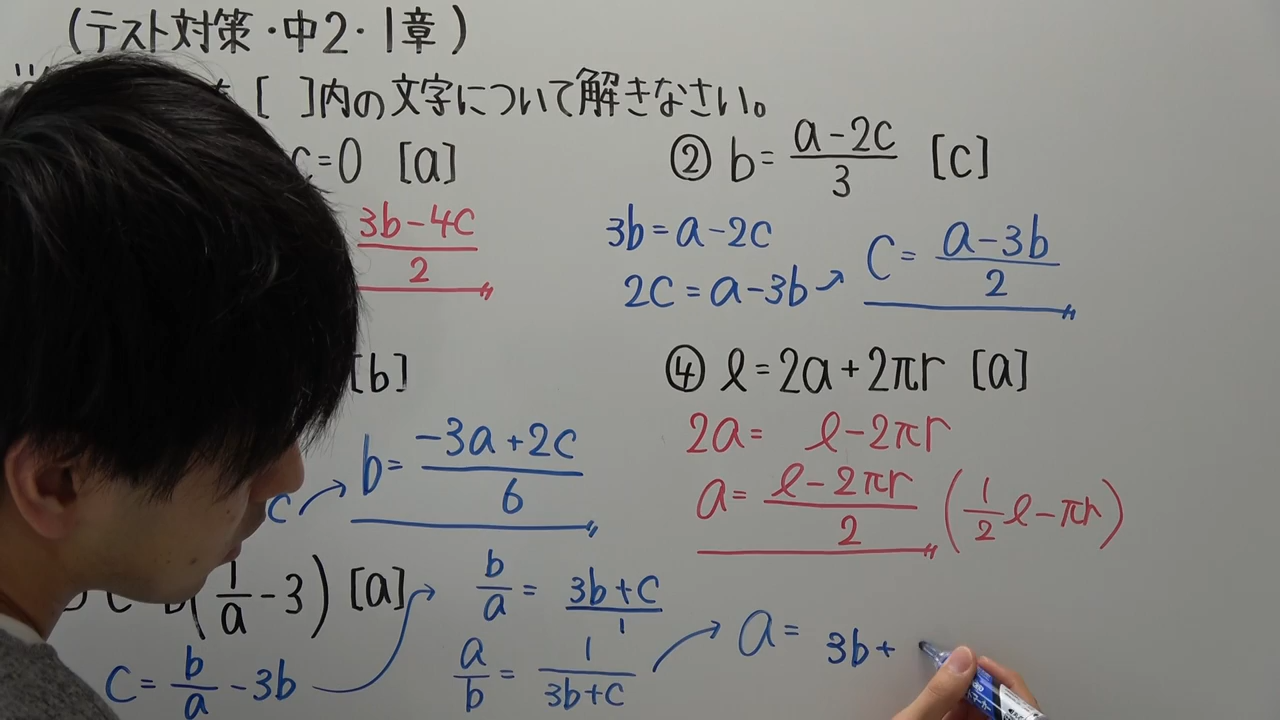 (テスト対策・中2・1章)
[ ]内の文字について解きなさい。
c=0 [a]
3b-4c/2
② b=(a-2c)/3 [c]
3b=a-2c
2c=a-3b
c=(a-3b)/2
[b]
c
b=(-3a+2c)/6
④ ℓ=2a+2πr [a]
2a= ℓ-2πr
a=(ℓ-2πr)/2 (1/2ℓ-πr)
(1/a-3) [a]
c=b/a-3b
b/a=(3b+c)/1
a/b=1/(3b+c)
a= 3b+